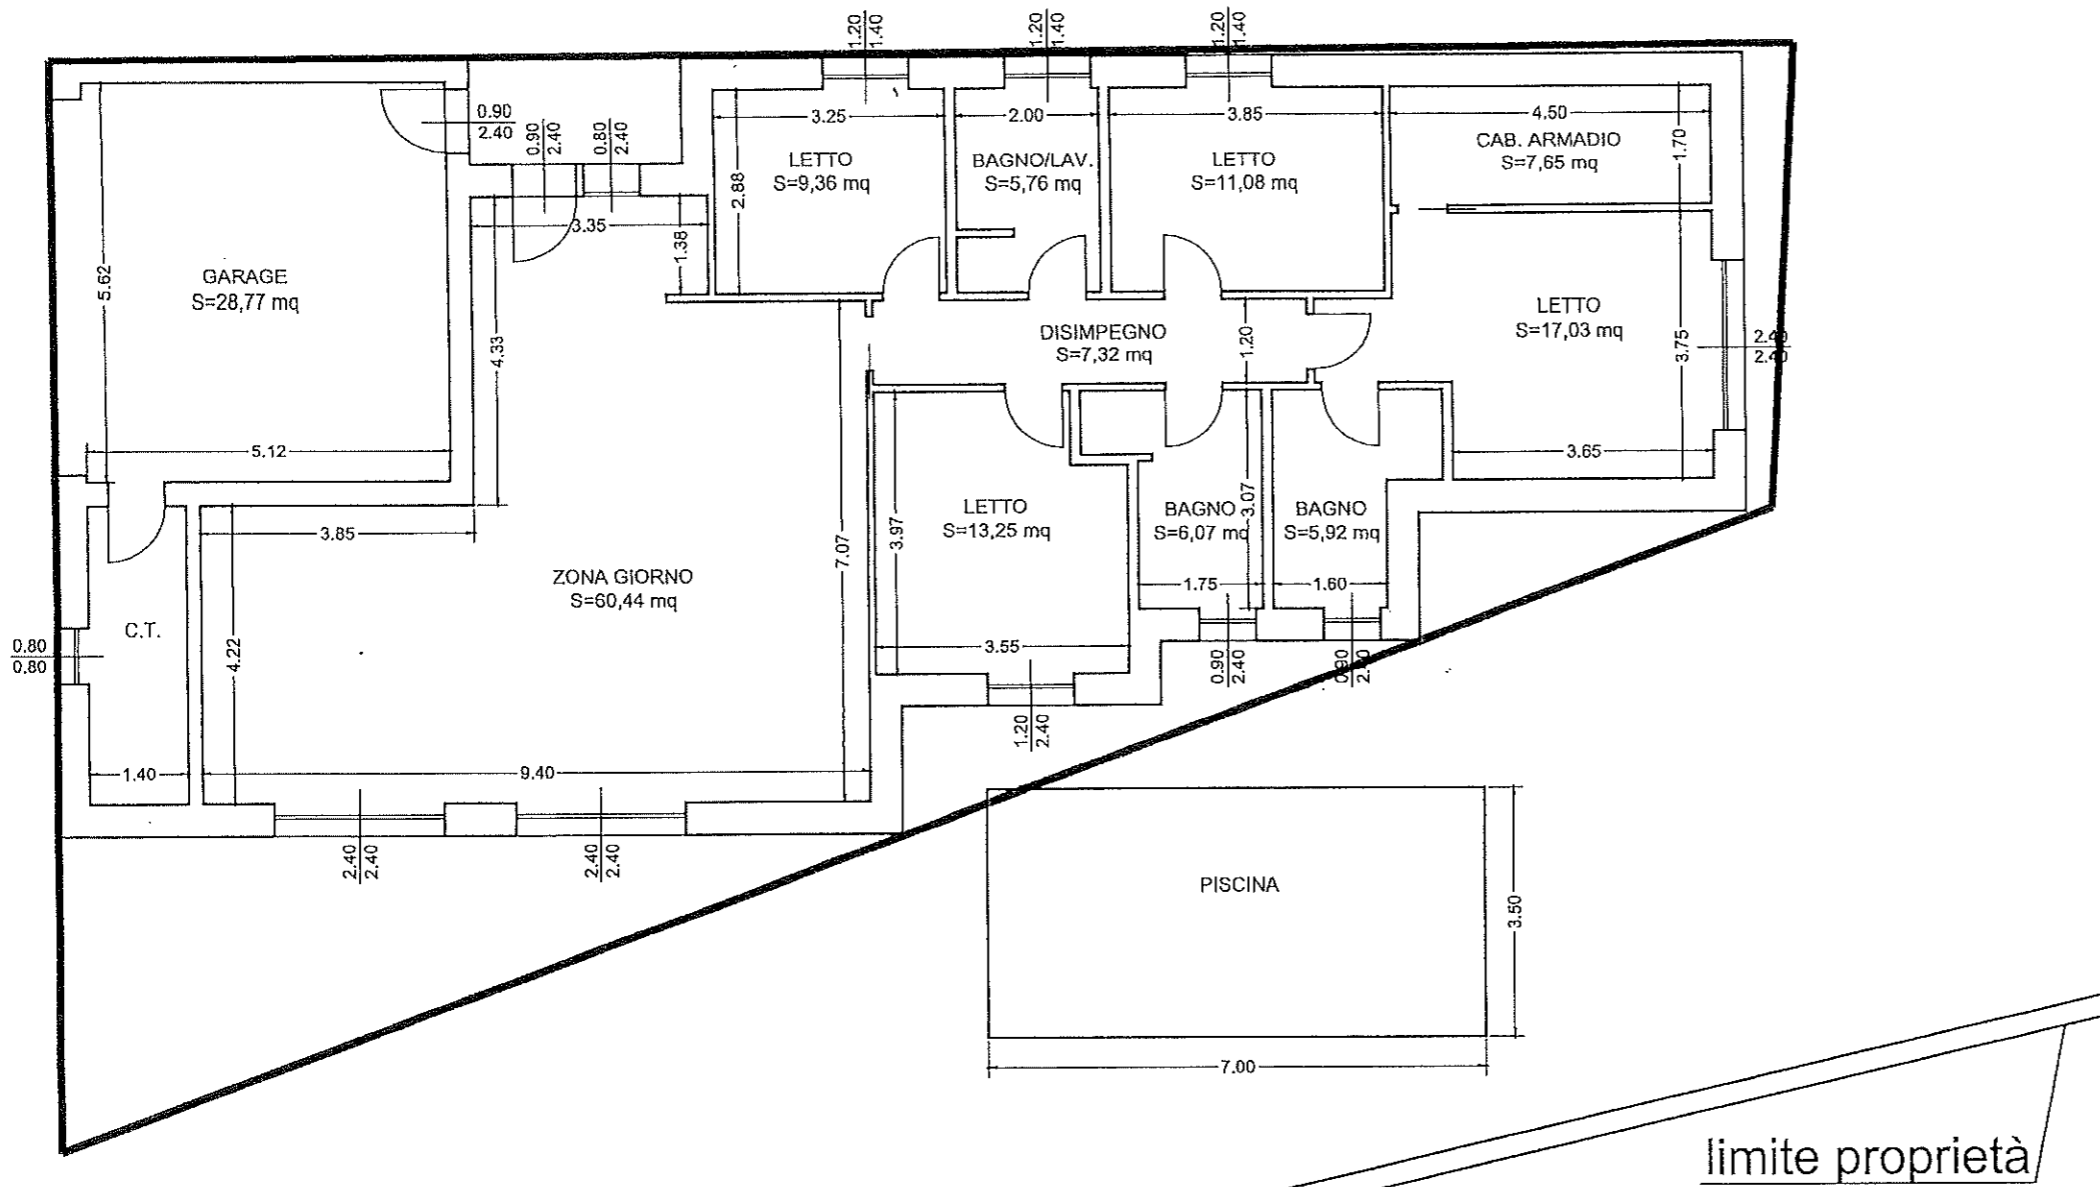 1.20
1.40
1.20
1.40
1.20
1.40
0.90
2.40
0.90
2.40
0.80
2.40
3.25
2.00
3.85
4.50
1.70
LETTO
S=9,36 mq
BAGNO/LAV.
S=5,76 mq
LETTO
S=11,08 mq
CAB. ARMADIO
S=7,65 mq
2.88
3.35
1.38
5.62
GARAGE
S=28,77 mq
4.33
DISIMPEGNO
S=7,32 mq
1.20
LETTO
S=17,03 mq
3.75
2.40
2.40
5.12
3.65
3.85
7.07
3.97
LETTO
S=13,25 mq
BAGNO
S=6,07 mq
3.07
BAGNO
S=5,92 mq
ZONA GIORNO
S=60,44 mq
1.75
1.60
C.T.
0.80
0.80
4.22
3.55
0.90
2.40
0.90
2.40
1.20
2.40
1.40
9.40
2.40
2.40
2.40
2.40
PISCINA
3.50
7.00
limite proprietà